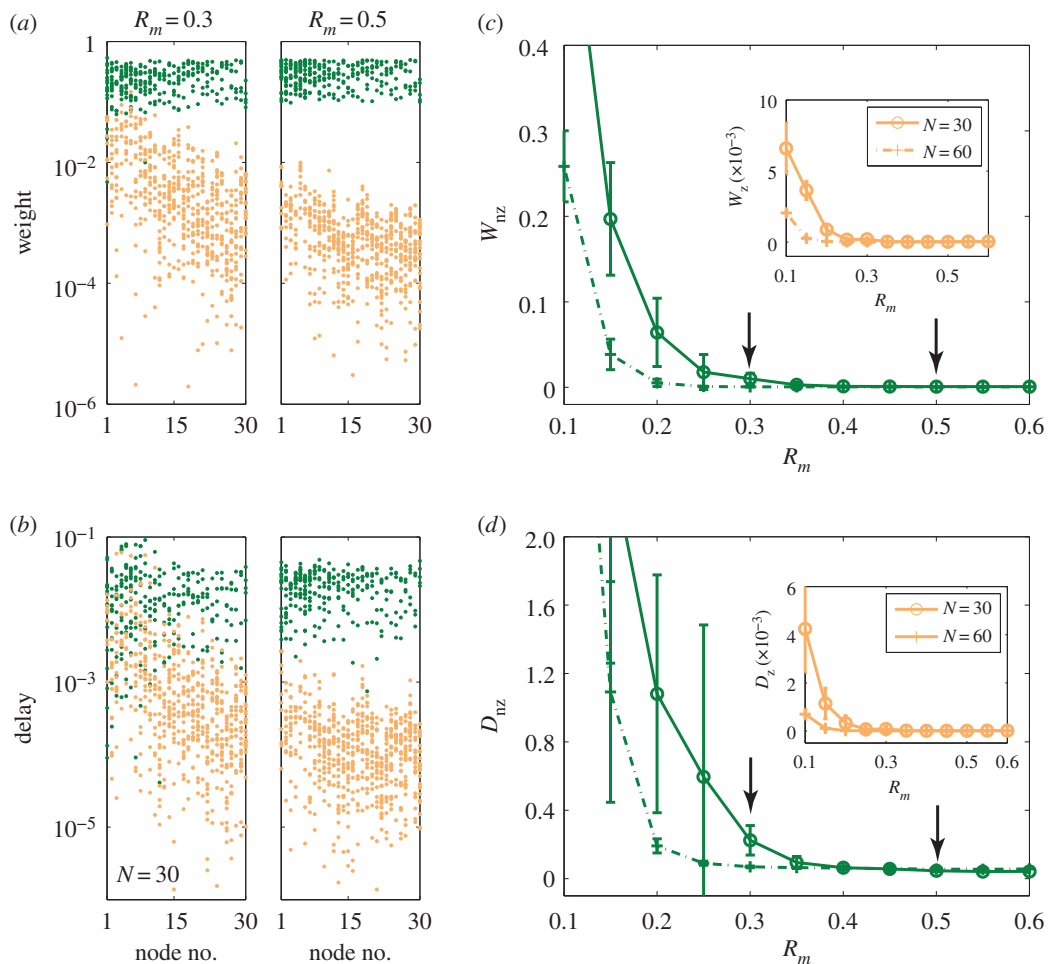 (a)
R_m = 0.3
R_m = 0.5
1
10⁻²
10⁻⁴
10⁻⁶
weight
1 15 30
1 15 30
(b)
10⁻¹
10⁻³
10⁻⁵
delay
N = 30
1 15 30
1 15 30
node no.
node no.
(c)
0.4
0.3
0.2
0.1
0
W_nz
0.1 0.2 0.3 0.4 0.5 0.6
R_m
10
5
0
W_z (×10⁻³)
N = 30
N = 60
0.1 0.3 0.5
R_m
(d)
2.0
1.6
1.2
0.8
0.4
0
D_nz
0.1 0.2 0.3 0.4 0.5 0.6
R_m
6
4
2
0
D_z (×10⁻³)
N = 30
N = 60
0.1 0.3 0.5 0.6
R_m